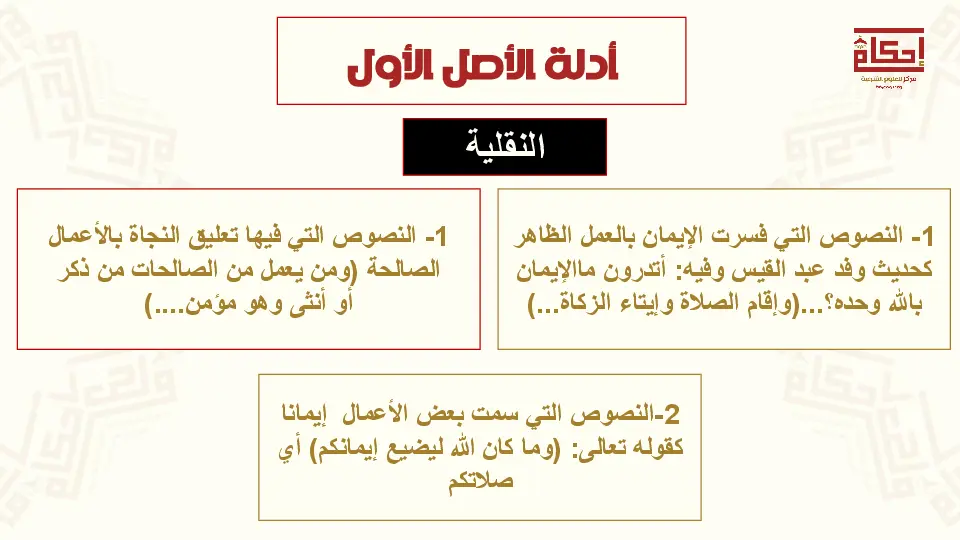 أدلة الأصل الأول
إحكام
مركز للعلوم الشرعية
النقلية
1- النصوص التي فسرت الإيمان بالعمل الظاهر
كحديث وفد عبد القيس وفيه: أتدرون ماالإيمان
بالله وحده؟...(وإقام الصلاة وإيتاء الزكاة...)
1- النصوص التي فيها تعليق النجاة بالأعمال
الصالحة (ومن يعمل من الصالحات من ذكر
أو أنثى وهو مؤمن....)
2-النصوص التي سمت بعض الأعمال إيمانا
كقوله تعالى: (وما كان الله ليضيع إيمانكم) أي
صلاتكم